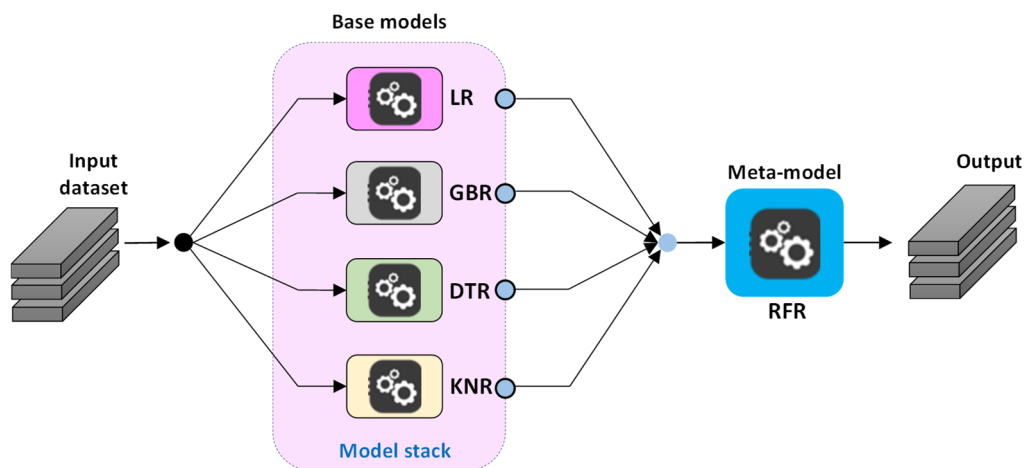 Base models
LR
Input
dataset
GBR
Meta-model
Output
DTR
RFR
KNR
Model stack